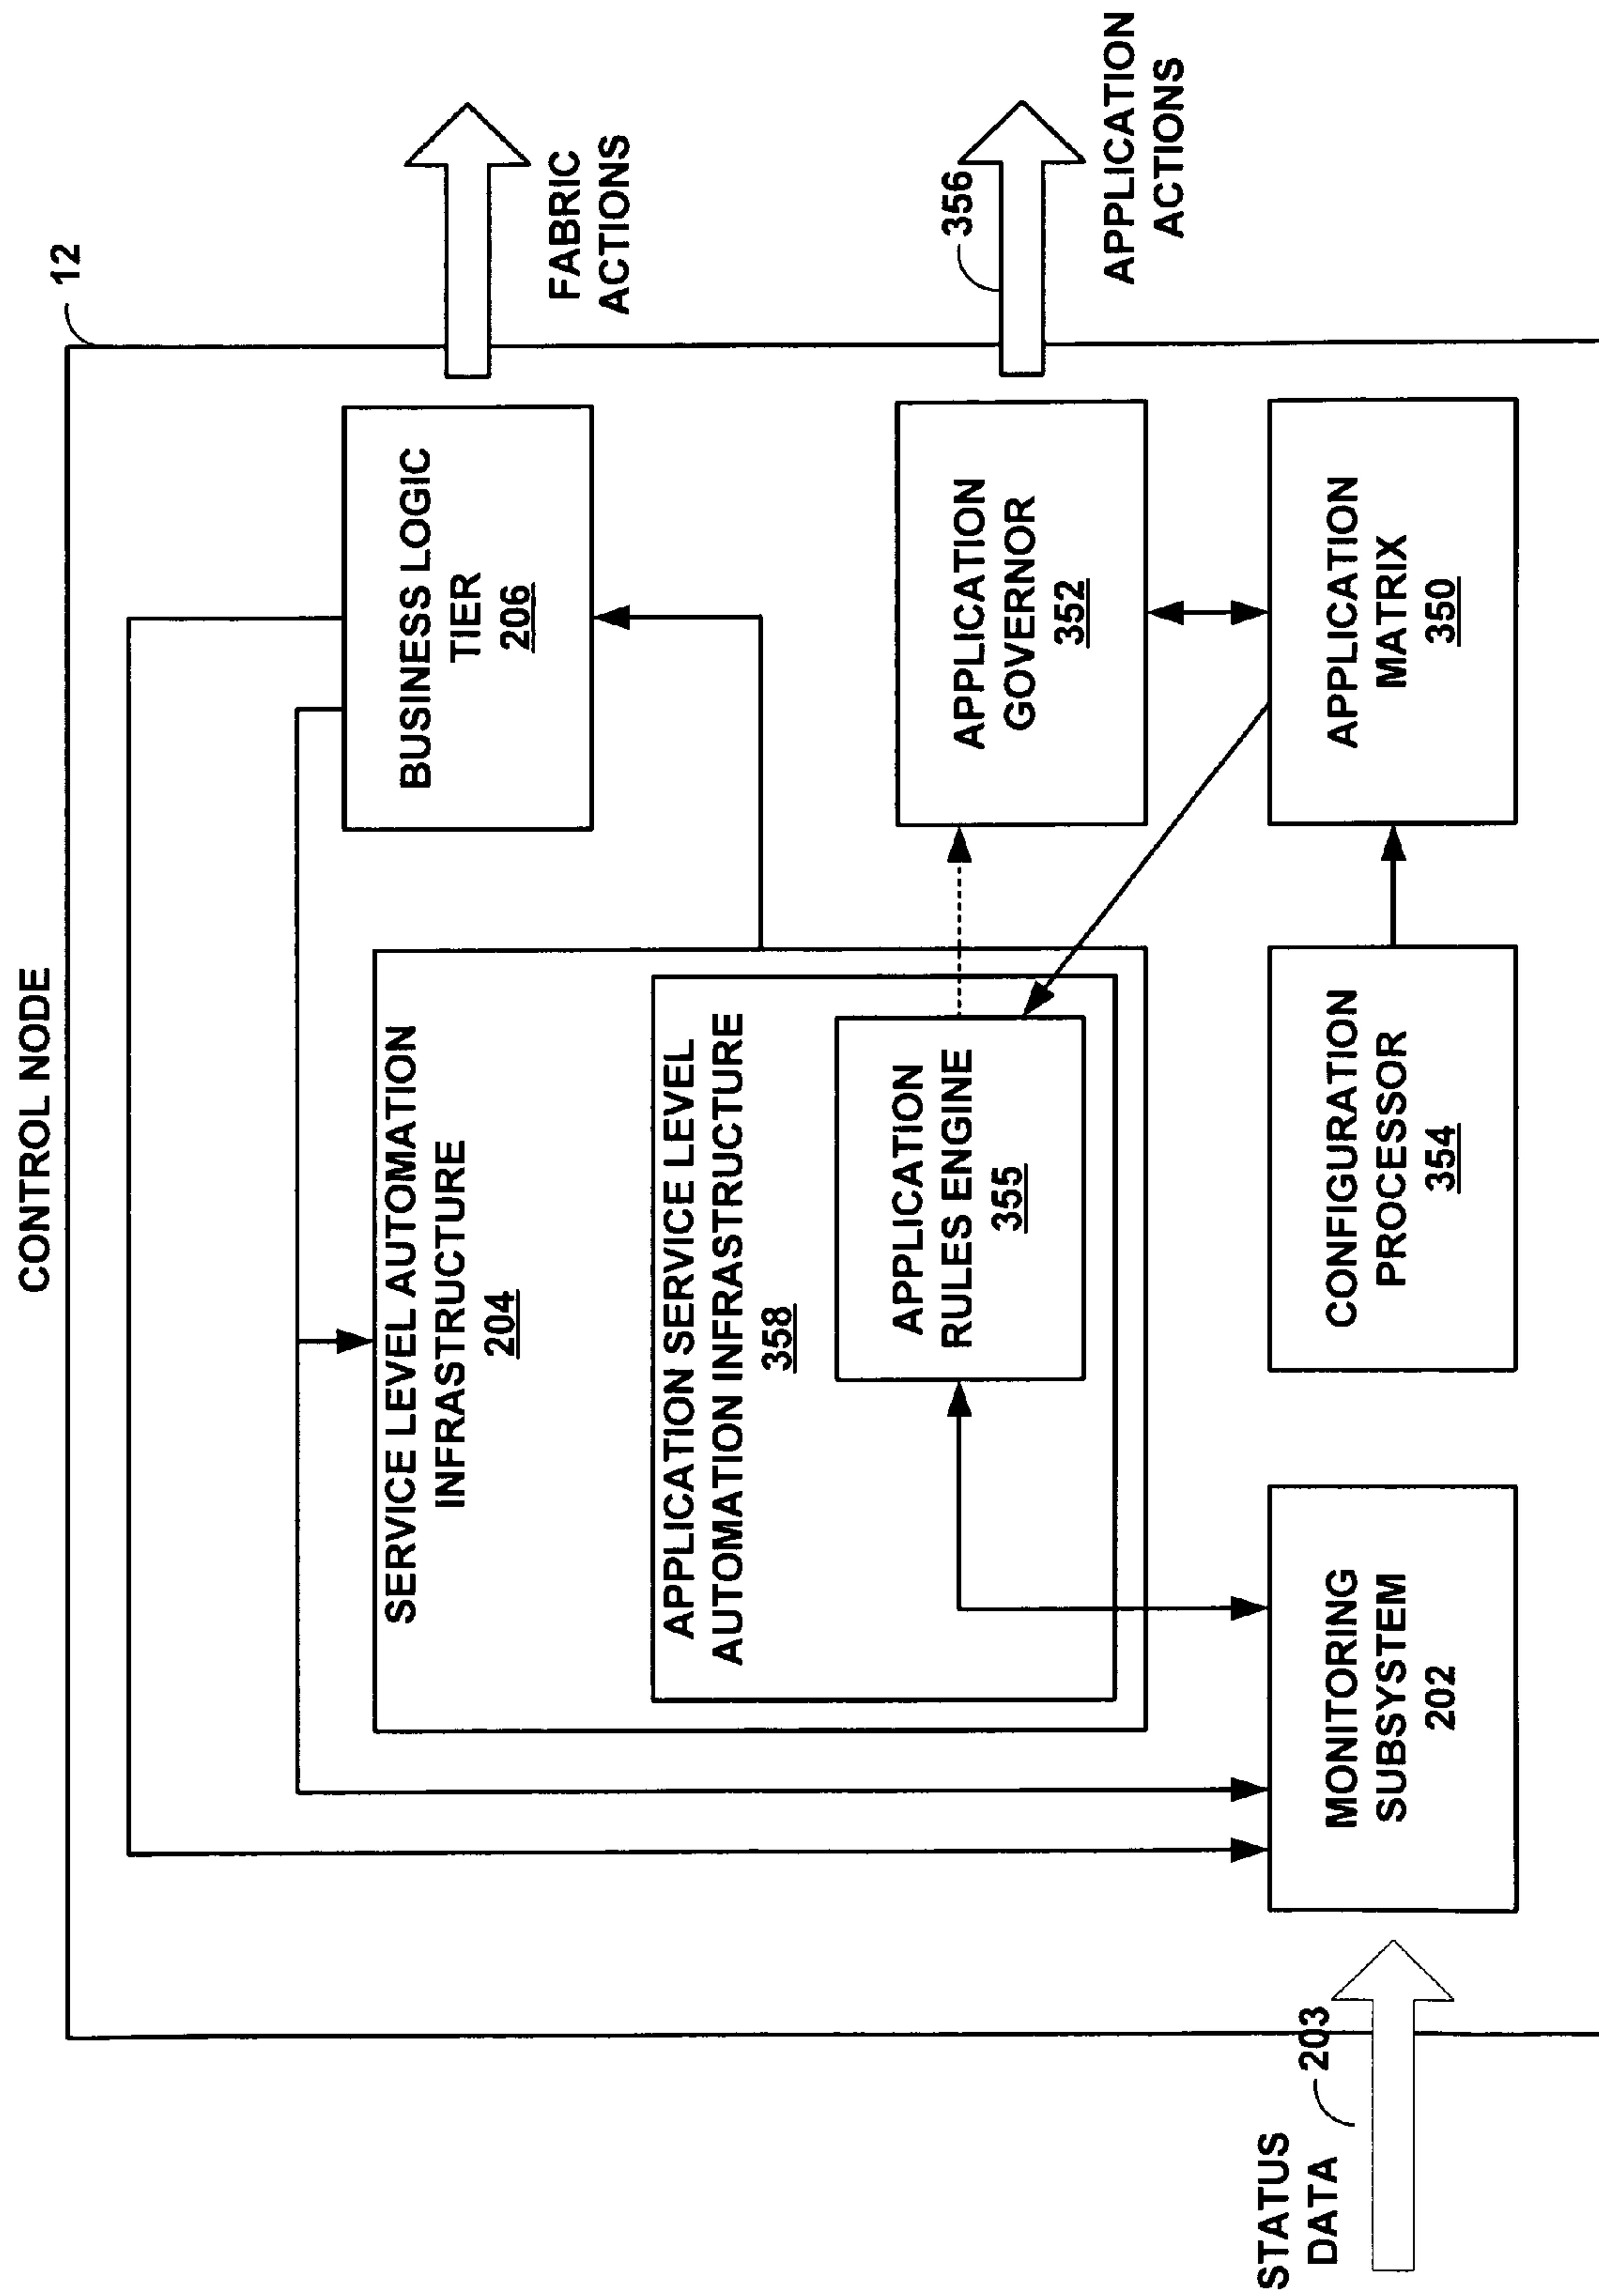 CONTROL NODE
12
SERVICE LEVEL AUTOMATION
INFRASTRUCTURE
204
BUSINESS LOGIC
TIER
206
FABRIC
ACTIONS
APPLICATION SERVICE LEVEL
AUTOMATION INFRASTRUCTURE
358
APPLICATION
RULES ENGINE
355
APPLICATION
GOVERNOR
352
356
APPLICATION
ACTIONS
STATUS
DATA
203
MONITORING
SUBSYSTEM
202
CONFIGURATION
PROCESSOR
354
APPLICATION
MATRIX
350